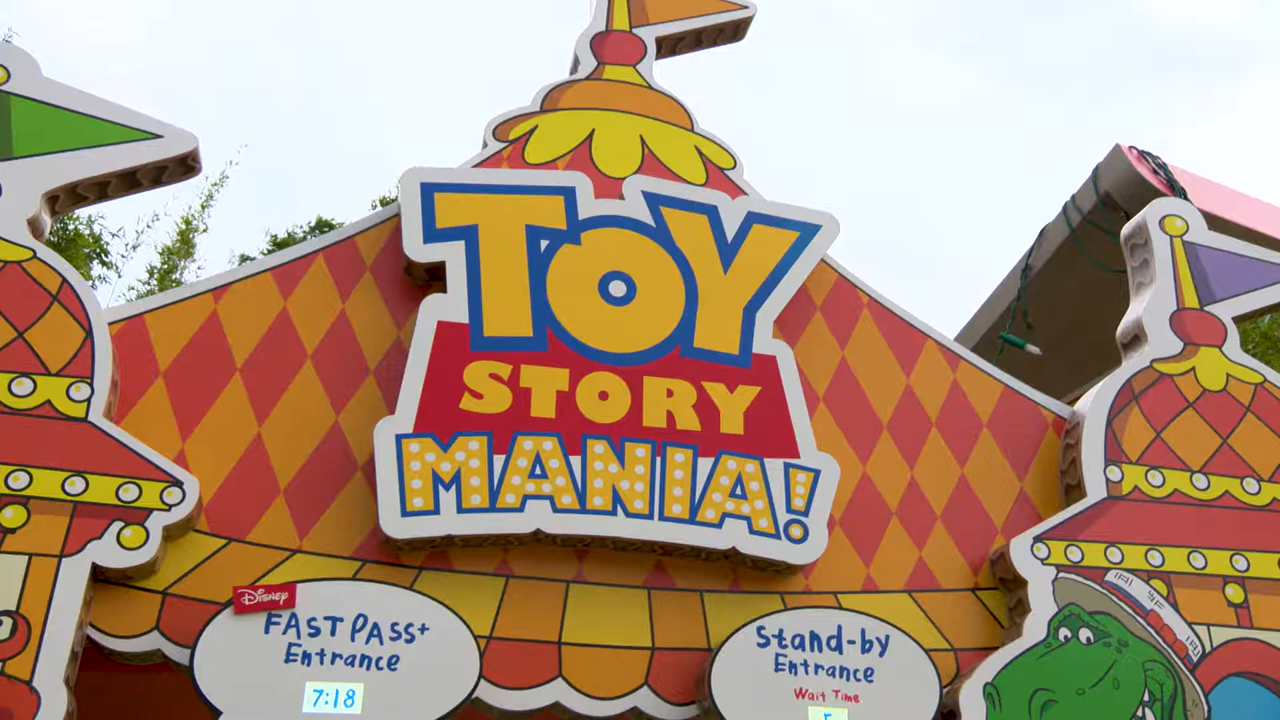 TOY
STORY
MANIA!
Disney
FASTPASS+
Entrance
7:18
Stand-by
Entrance
Wait Time